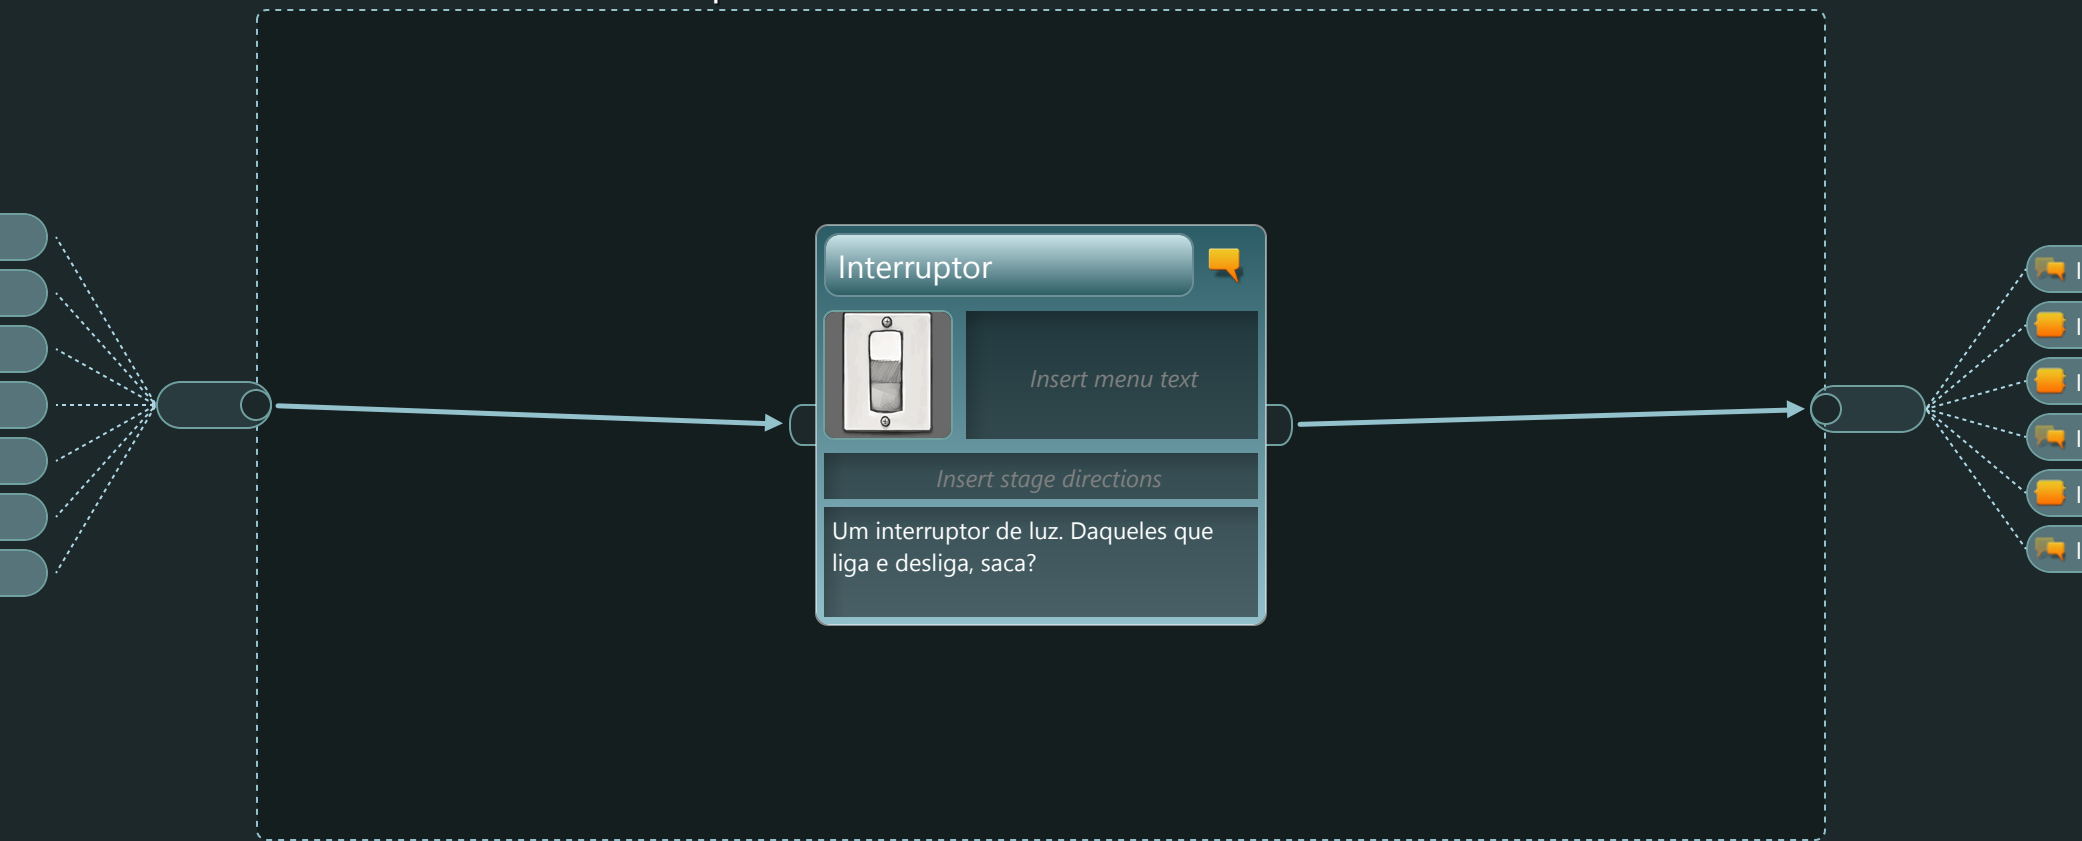 Interruptor
Insert menu text
Insert stage directions
Um interruptor de luz. Daqueles que
liga e desliga, saca?